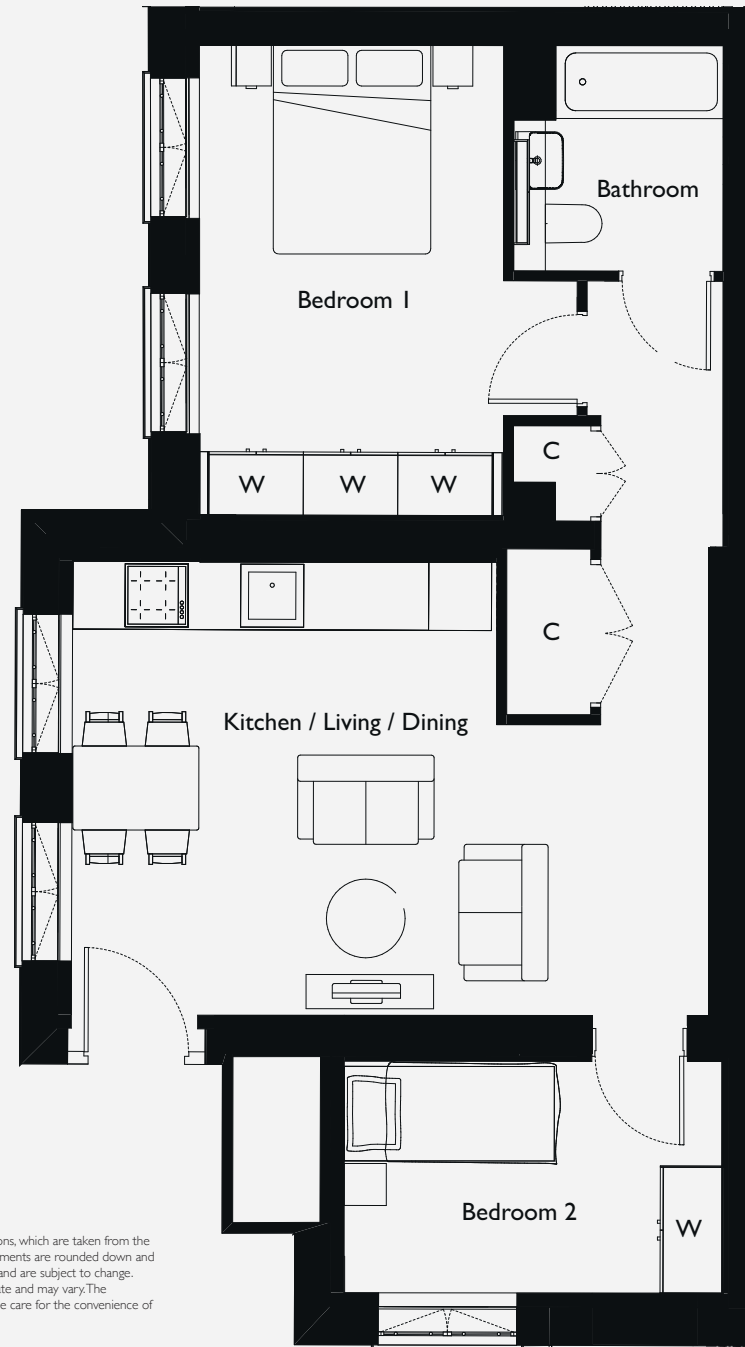 Bathroom
Bedroom 1
C
W
W
W
C
Kitchen / Living / Dining
Bedroom 2
W
ons, which are taken from the
ments are rounded down and
and are subject to change.
te and may vary. The
e care for the convenience of